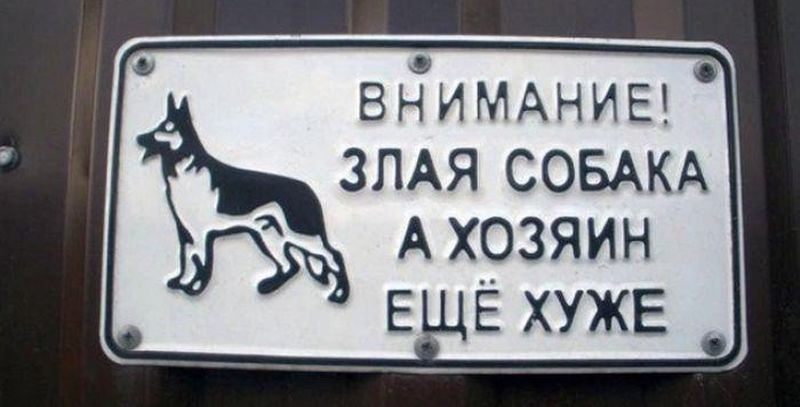 ВНИМАНИЕ!
ЗЛАЯ СОБАКА
А ХОЗЯИН
ЕЩЁ ХУЖЕ